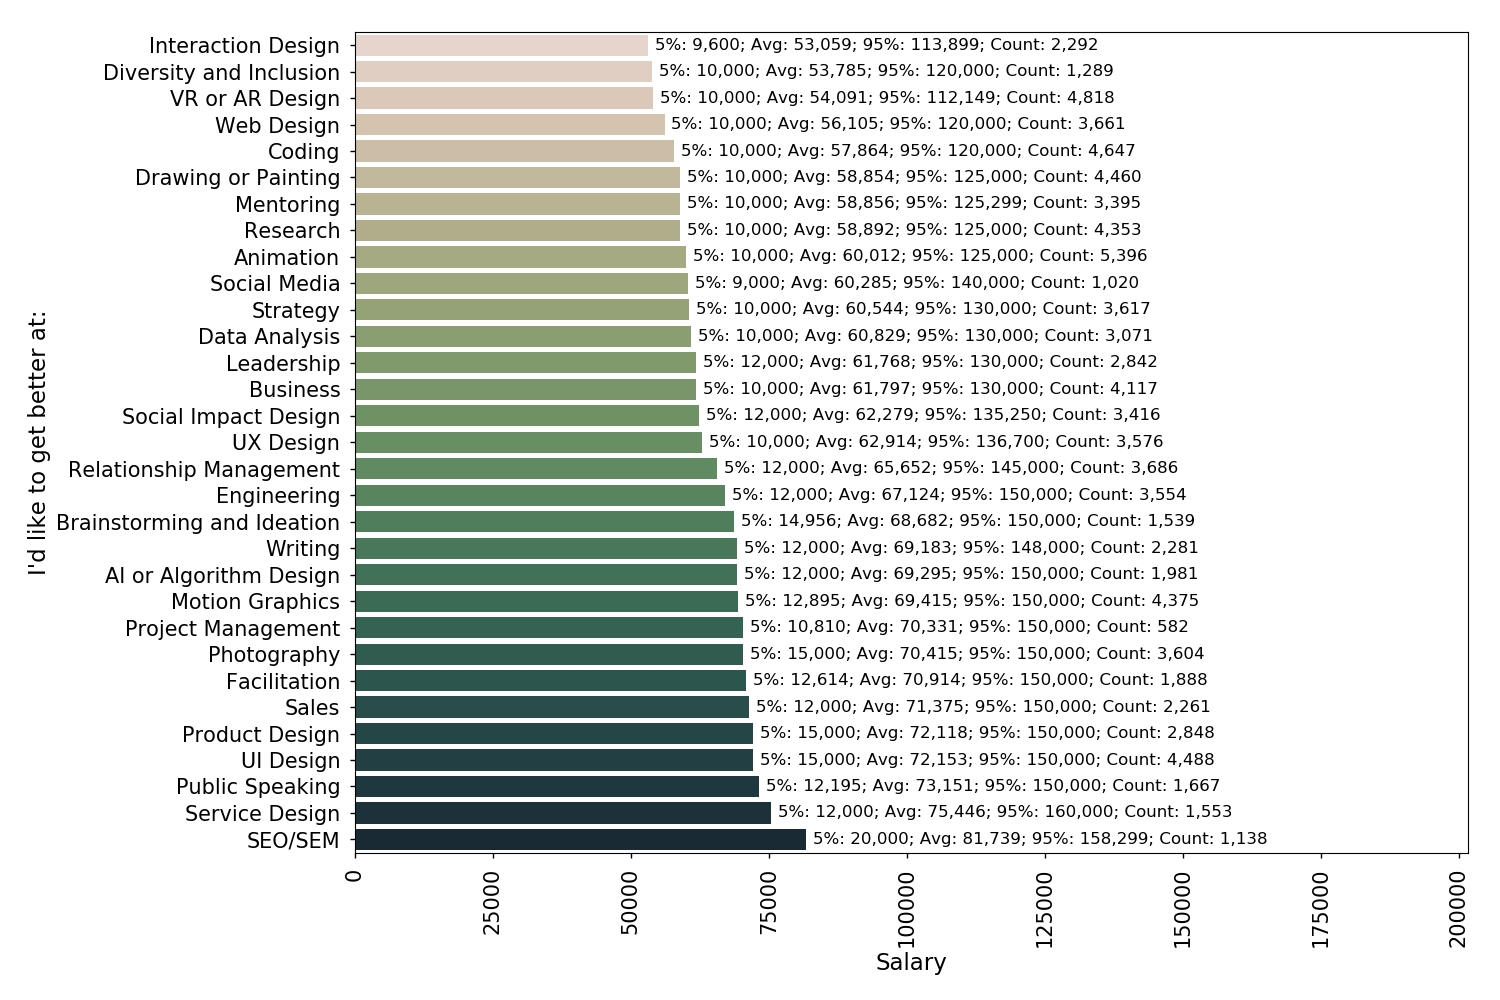 Interaction Design 5%: 9,600; Avg: 53,059; 95%: 113,899; Count: 2,292
Diversity and Inclusion 5%: 10,000; Avg: 53,785; 95%: 120,000; Count: 1,289
VR or AR Design 5%: 10,000; Avg: 54,091; 95%: 112,149; Count: 4,818
Web Design 5%: 10,000; Avg: 56,105; 95%: 120,000; Count: 3,661
Coding 5%: 10,000; Avg: 57,864; 95%: 120,000; Count: 4,647
Drawing or Painting 5%: 10,000; Avg: 58,854; 95%: 125,000; Count: 4,460
Mentoring 5%: 10,000; Avg: 58,856; 95%: 125,299; Count: 3,395
Research 5%: 10,000; Avg: 58,892; 95%: 125,000; Count: 4,353
Animation 5%: 10,000; Avg: 60,012; 95%: 125,000; Count: 5,396
Social Media 5%: 9,000; Avg: 60,285; 95%: 140,000; Count: 1,020
Strategy 5%: 10,000; Avg: 60,544; 95%: 130,000; Count: 3,617
Data Analysis 5%: 10,000; Avg: 60,829; 95%: 130,000; Count: 3,071
Leadership 5%: 12,000; Avg: 61,768; 95%: 130,000; Count: 2,842
Business 5%: 10,000; Avg: 61,797; 95%: 130,000; Count: 4,117
Social Impact Design 5%: 12,000; Avg: 62,279; 95%: 135,250; Count: 3,416
UX Design 5%: 10,000; Avg: 62,914; 95%: 136,700; Count: 3,576
Relationship Management 5%: 12,000; Avg: 65,652; 95%: 145,000; Count: 3,686
Engineering 5%: 12,000; Avg: 67,124; 95%: 150,000; Count: 3,554
Brainstorming and Ideation 5%: 14,956; Avg: 68,682; 95%: 150,000; Count: 1,539
Writing 5%: 12,000; Avg: 69,183; 95%: 148,000; Count: 2,281
AI or Algorithm Design 5%: 12,000; Avg: 69,295; 95%: 150,000; Count: 1,981
Motion Graphics 5%: 12,895; Avg: 69,415; 95%: 150,000; Count: 4,375
Project Management 5%: 10,810; Avg: 70,331; 95%: 150,000; Count: 582
Photography 5%: 15,000; Avg: 70,415; 95%: 150,000; Count: 3,604
Facilitation 5%: 12,614; Avg: 70,914; 95%: 150,000; Count: 1,888
Sales 5%: 12,000; Avg: 71,375; 95%: 150,000; Count: 2,261
Product Design 5%: 15,000; Avg: 72,118; 95%: 150,000; Count: 2,848
UI Design 5%: 15,000; Avg: 72,153; 95%: 150,000; Count: 4,488
Public Speaking 5%: 12,195; Avg: 73,151; 95%: 150,000; Count: 1,667
Service Design 5%: 12,000; Avg: 75,446; 95%: 160,000; Count: 1,553
SEO/SEM 5%: 20,000; Avg: 81,739; 95%: 158,299; Count: 1,138
I'd like to get better at:
0 25000 50000 75000 100000 125000 150000 175000 200000
Salary